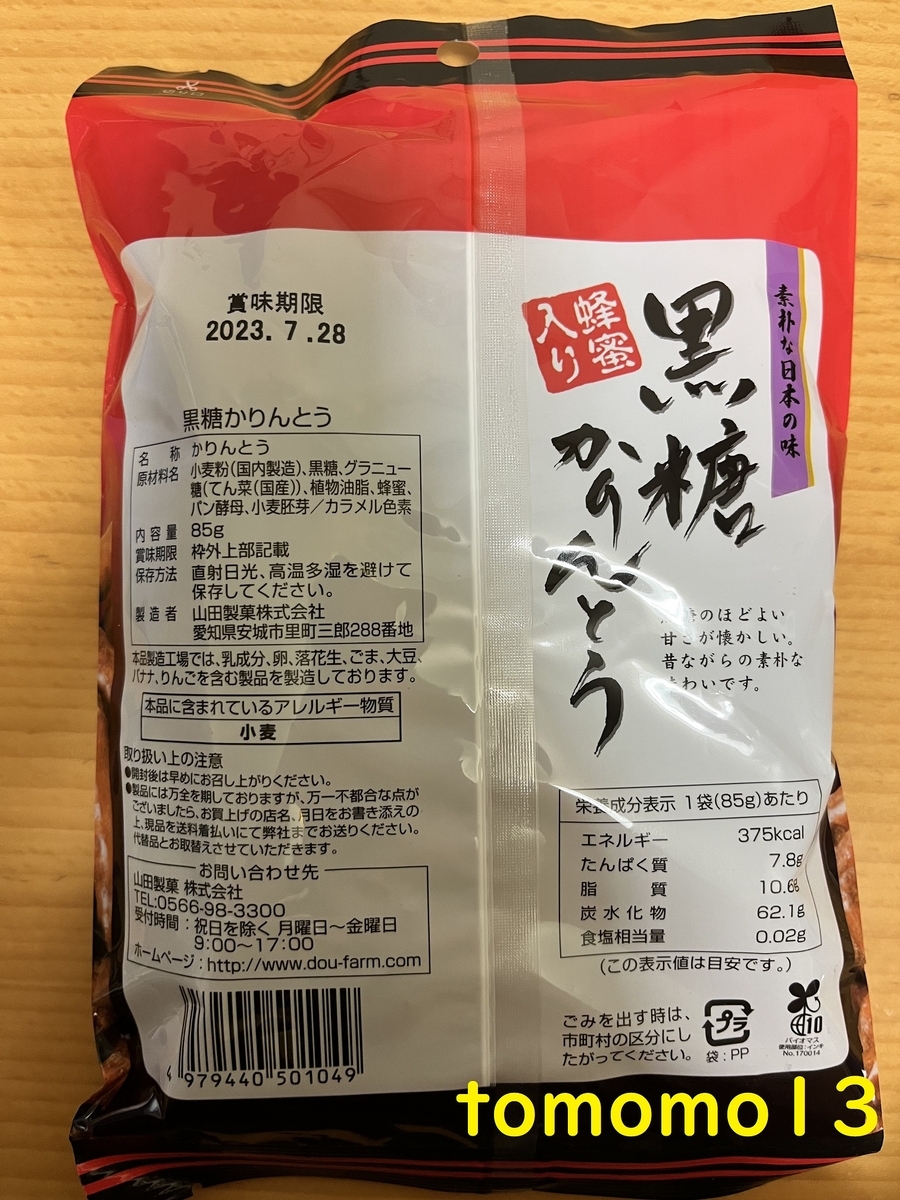 賞味期限
2023. 7.28
黒糖かりんとう
名称 かりんとう
原材料名 小麦粉(国内製造)、黒糖、グラニュー
糖(てん菜(国産))、植物油脂、蜂蜜、
パン酵母、小麦胚芽／カラメル色素
内容量 85g
賞味期限 枠外上部記載
保存方法 直射日光、高温多湿を避けて
保存してください。
製造者 山田製菓株式会社
愛知県安城市里町三郎288番地
本品製造工場では、乳成分、卵、落花生、ごま、大豆、
バナナ、りんごを含む製品を製造しております。
本品に含まれているアレルギー物質
小麦
取り扱い上の注意
●開封後は早めにお召し上がりください。
●製品には万全を期しておりますが、万一不都合な点が
ございましたら、お買上げの店名、月日をお書き添えの
上、現品を送料着払いにて弊社までお送りください。
代替品とお取替えさせていただきます。
お問い合わせ先
山田製菓 株式会社
TEL:0566-98-3300
受付時間：祝日を除く 月曜日～金曜日
9:00～17:00
ホームページ：http://www.dou-farm.com
4 979440 501049
素朴な日本の味
黒糖
かりんとう
蜂蜜
入り
のほどよい
甘さが懐かしい。
昔ながらの素朴な
わいです。
栄養成分表示 1袋(85g)あたり
エネルギー 375kcal
たんぱく質 7.8g
脂質 10.6g
炭水化物 62.1g
食塩相当量 0.02g
(この表示値は目安です。)
ごみを出す時は、
市町村の区分にし
たがってください。
プラ
袋：PP
10
バイオマス
使用部位：インキ
No.170014
tomomo13